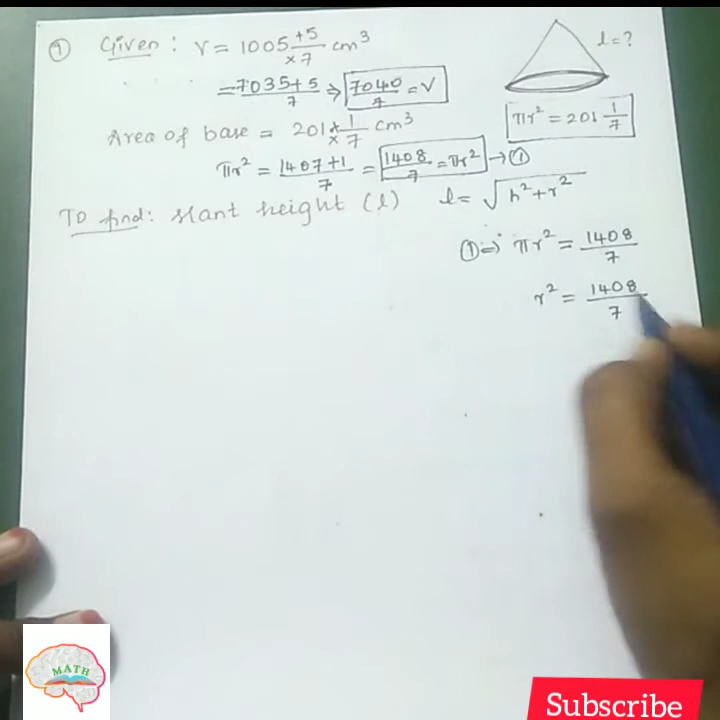 ① Given : V = 1005 +5/×7 cm³
= 7035+5/7 ⇒ 7040/7 = V
l = ?
Area of base = 201 +1/×7 cm³
πr² = 201 1/7
πr² = 1407+1/7 = 1408/7 = πr² → ①
To find: slant height (l) l = √h²+r²
① ⇒ πr² = 1408/7
r² = 1408/7
MATH
Subscribe